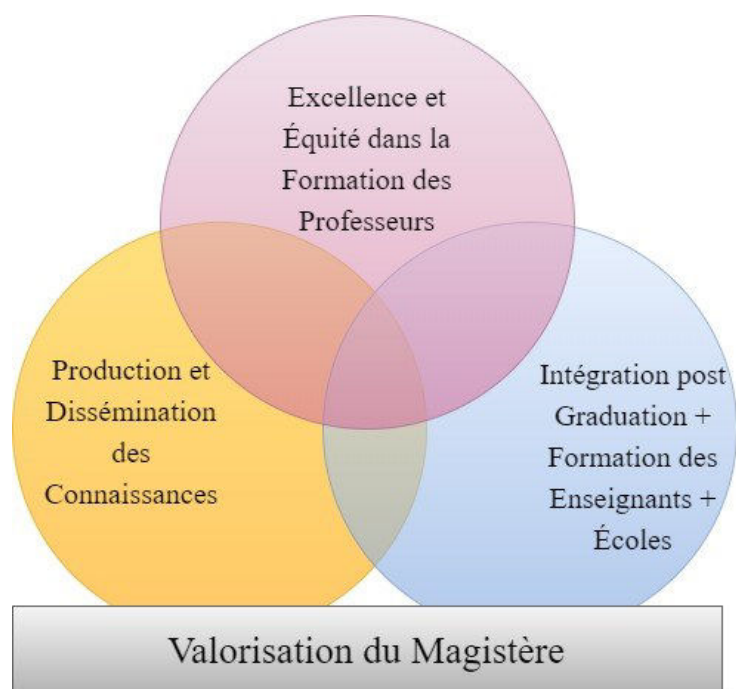 Excellence et
Équité dans la
Formation des
Professeurs
Production et
Dissémination
des
Connaissances
Intégration post
Graduation +
Formation des
Enseignants +
Écoles
Valorisation du Magistère